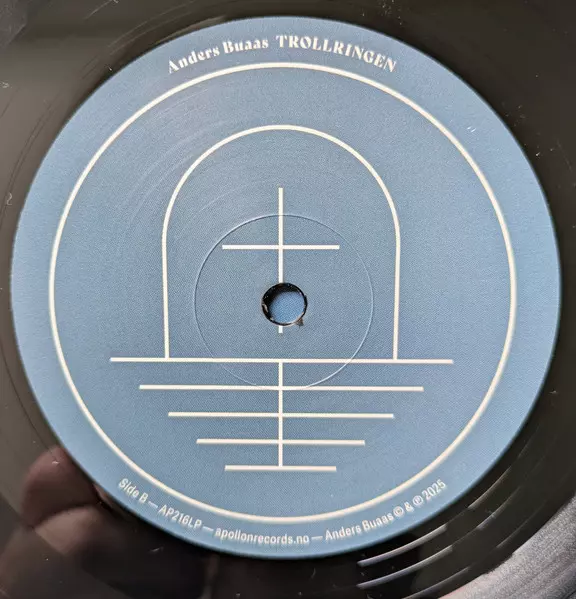 Anders Buaas TROLLRINGEN
Side B — AP216LP — apollonrecords.no — Anders Buaas © & ℗ 2025